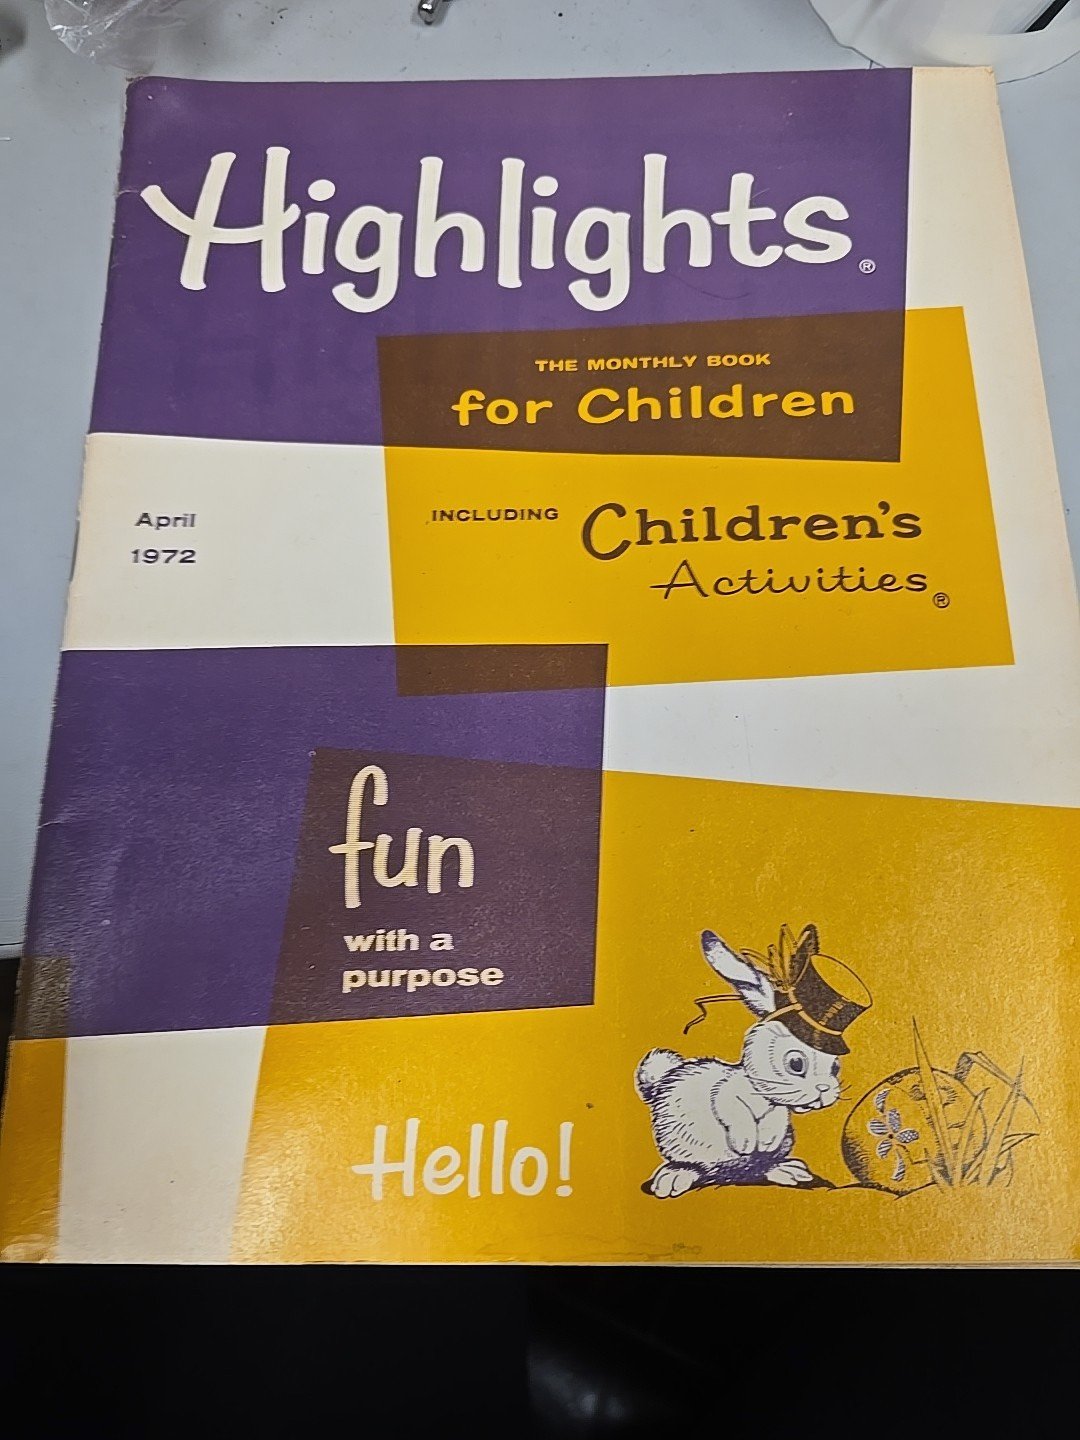 Highlights®
THE MONTHLY BOOK
for Children
April
1972
INCLUDING Children's
Activities®
fun
with a
purpose
Hello!